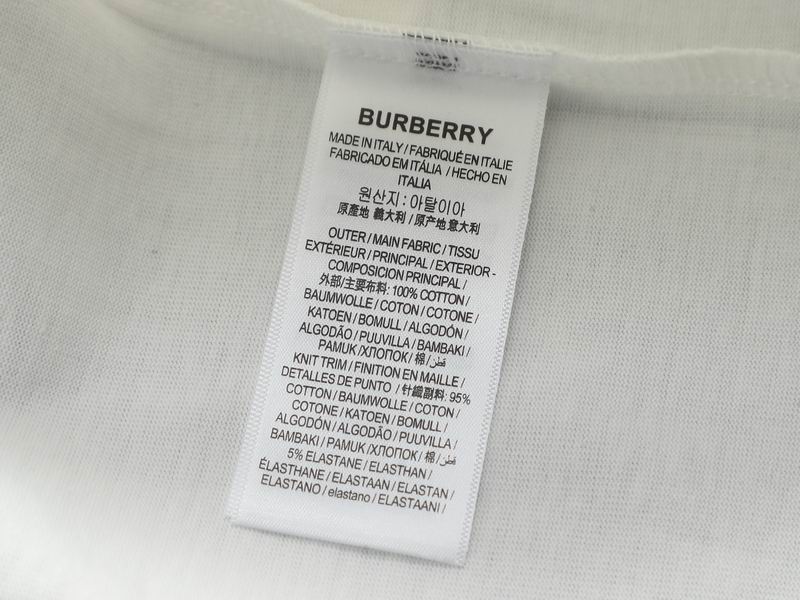 BURBERRY
MADE IN ITALY / FABRIQUÉ EN ITALIE
FABRICADO EM ITÁLIA / HECHO EN
ITALIA
원산지 : 이탈이아
原產地 義大利 / 原产地 意大利
OUTER / MAIN FABRIC / TISSU
EXTÉRIEUR / PRINCIPAL / EXTERIOR -
COMPOSICION PRINCIPAL /
外部/主要布料: 100% COTTON /
BAUMWOLLE / COTON / COTONE /
KATOEN / BOMULL / ALGODÓN /
ALGODÃO / PUUVILLA / BAMBAKI /
PAMUK / ХЛОПОК / 棉 / قطن
KNIT TRIM / FINITION EN MAILLE /
DETALLES DE PUNTO / 针織副料: 95%
COTTON / BAUMWOLLE / COTON /
COTONE / KATOEN / BOMULL /
ALGODÓN / ALGODÃO / PUUVILLA /
BAMBAKI / PAMUK /ХЛОПОК/ 棉 / قطن
5% ELASTANE / ELASTHAN /
ÉLASTHANE / ELASTAAN / ELASTAN /
ELASTANO / elastano / ELASTAANI /